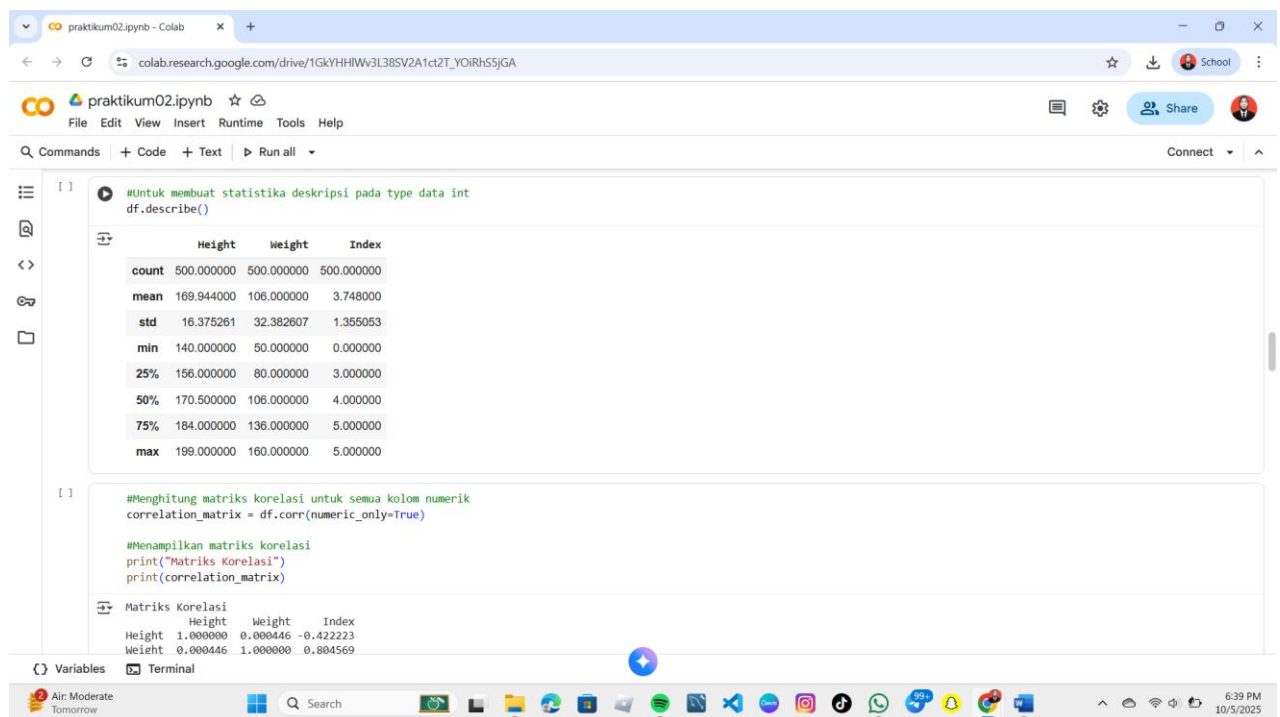 praktikum02.ipynb - Colab
colab.research.google.com/drive/1GkYHHlWv3L38SV2A1ct2T_YOiRhS5jGA
School
CO praktikum02.ipynb
Share
File Edit View Insert Runtime Tools Help
Commands + Code + Text Run all
Connect
[ ]
#Untuk membuat statistika deskripsi pada type data int
df.describe()
Height Weight Index
count 500.000000 500.000000 500.000000
mean 169.944000 106.000000 3.748000
std 16.375261 32.382607 1.355053
min 140.000000 50.000000 0.000000
25% 156.000000 80.000000 3.000000
50% 170.500000 106.000000 4.000000
75% 184.000000 136.000000 5.000000
max 199.000000 160.000000 5.000000
[ ]
#Menghitung matriks korelasi untuk semua kolom numerik
correlation_matrix = df.corr(numeric_only=True)
#Menampilkan matriks korelasi
print("Matriks Korelasi")
print(correlation_matrix)
Matriks Korelasi
Height Weight Index
Height 1.000000 0.000446 -0.422223
Weight 0.000446 1.000000 0.804569
{} Variables Terminal
2 Air: Moderate
Tomorrow
Search
99+
6:39 PM
10/5/2025